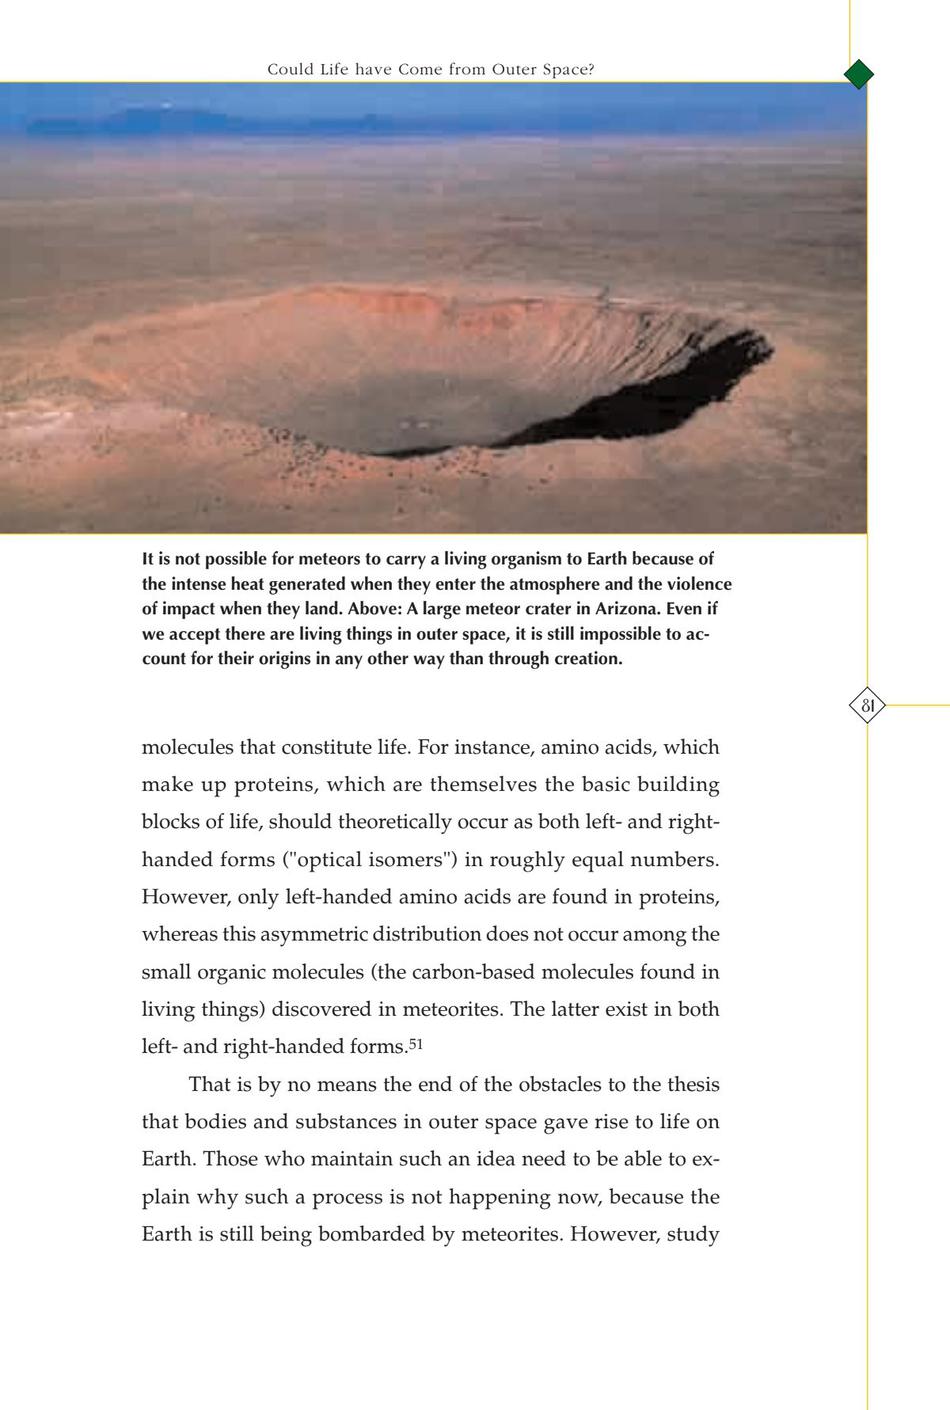 Could Life have Come from Outer Space?
It is not possible for meteors to carry a living organism to Earth because of
the intense heat generated when they enter the atmosphere and the violence
of impact when they land. Above: A large meteor crater in Arizona. Even if
we accept there are living things in outer space, it is still impossible to ac-
count for their origins in any other way than through creation.
81
molecules that constitute life. For instance, amino acids, which
make up proteins, which are themselves the basic building
blocks of life, should theoretically occur as both left- and right-
handed forms ("optical isomers") in roughly equal numbers.
However, only left-handed amino acids are found in proteins,
whereas this asymmetric distribution does not occur among the
small organic molecules (the carbon-based molecules found in
living things) discovered in meteorites. The latter exist in both
left- and right-handed forms.51
That is by no means the end of the obstacles to the thesis
that bodies and substances in outer space gave rise to life on
Earth. Those who maintain such an idea need to be able to ex-
plain why such a process is not happening now, because the
Earth is still being bombarded by meteorites. However, study